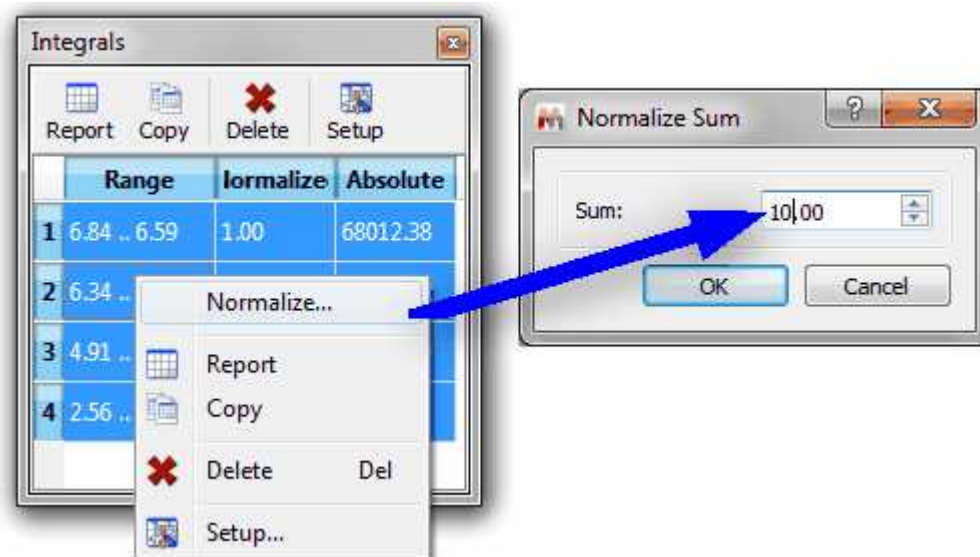 Integrals
Report Copy Delete Setup
Range lormalize Absolute
1 6.84 .. 6.59 1.00 68012.38
2 6.34 ..
3 4.91 ..
4 2.56 ..
Normalize...
Report
Copy
Delete Del
Setup...
Normalize Sum
Sum: 10.00
OK Cancel